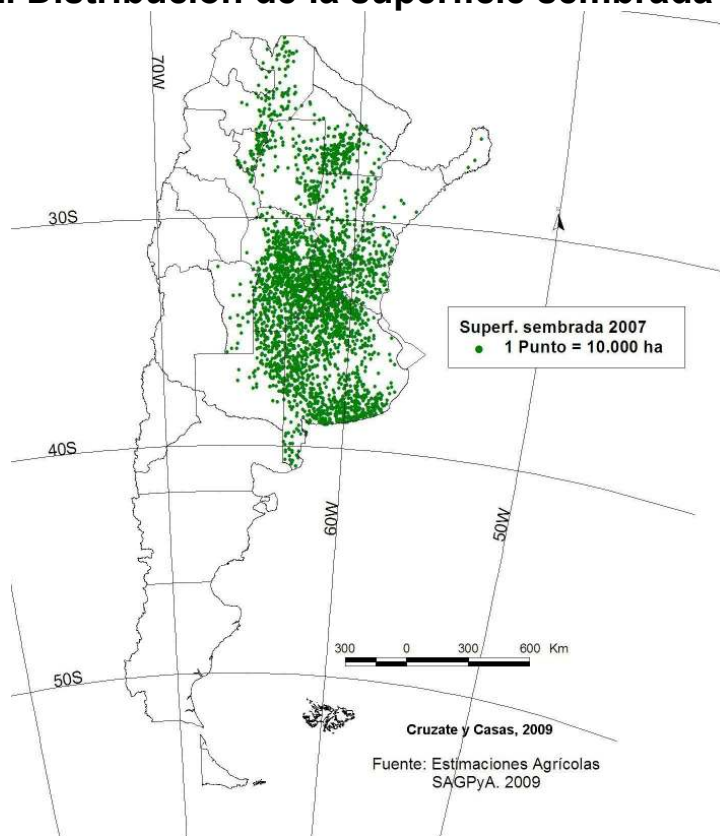 Distribución de la superficie sembrada
70W
30S
Superf. sembrada 2007
1 Punto = 10.000 ha
40S
60W
50W
300 0 300 600 Km
50S
Cruzate y Casas, 2009
Fuente: Estimaciones Agrícolas
SAGPyA. 2009